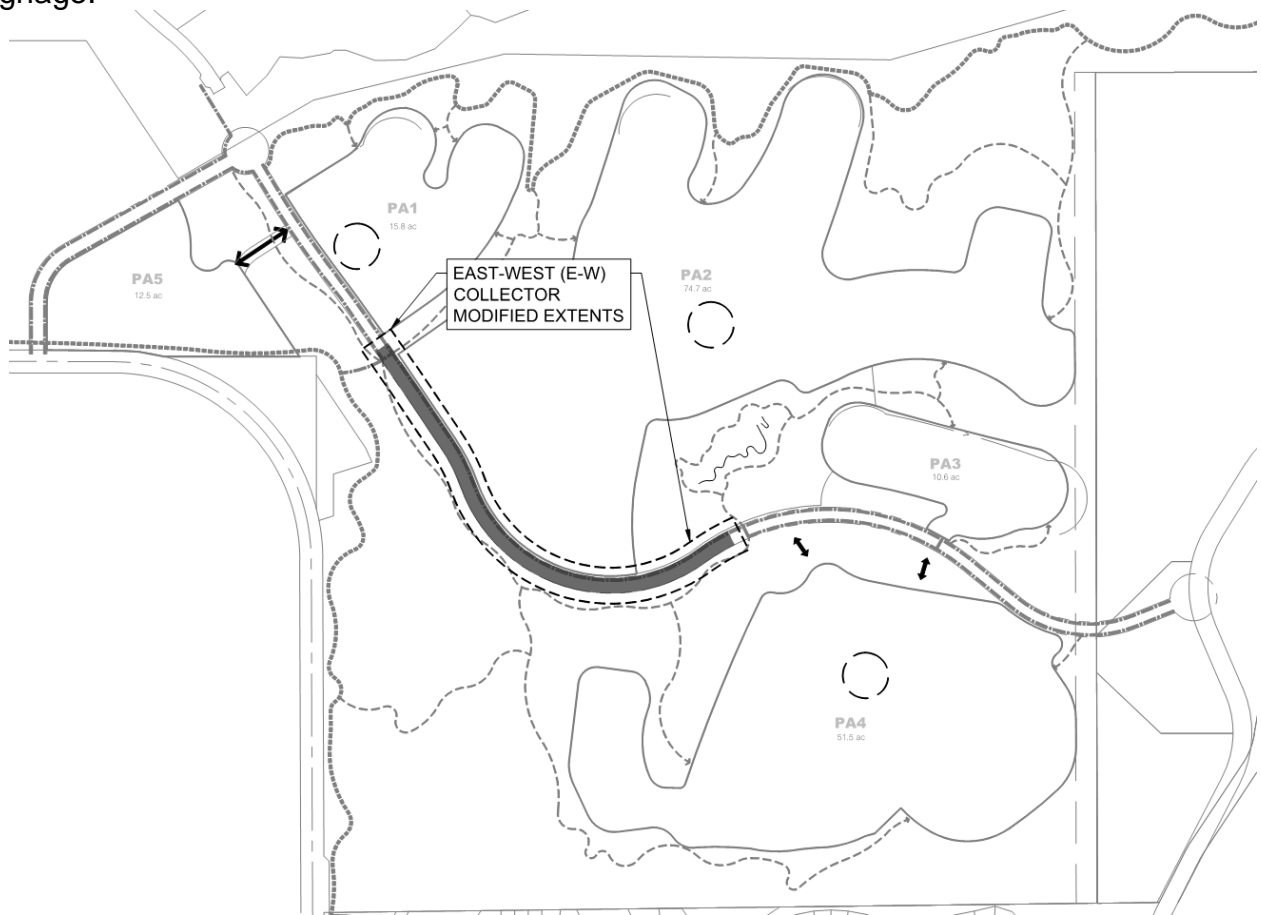 gnage.
PA1
15.8 ac
PA5
12.5 ac
EAST-WEST (E-W)
COLLECTOR
MODIFIED EXTENTS
PA2
74.7 ac
PA3
10.6 ac
PA4
51.5 ac